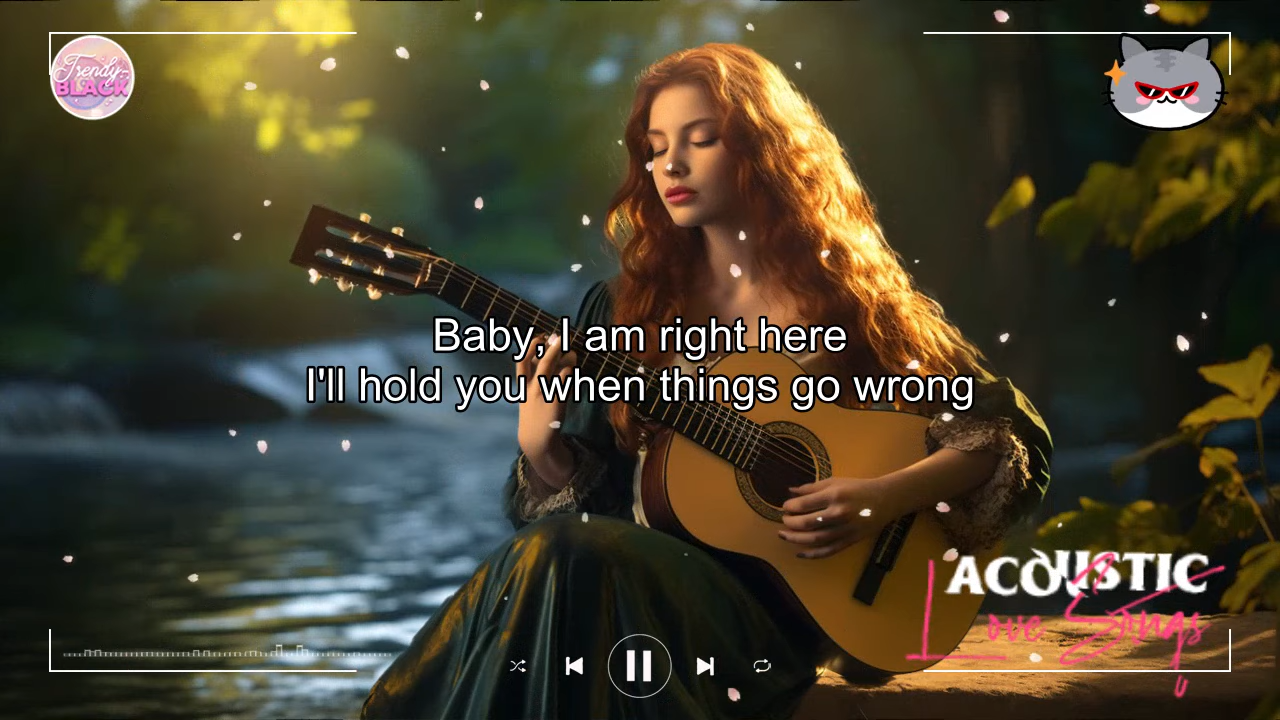 Trendy
BLACK
Baby, I am right here
I'll hold you when things go wrong
ACOUSTIC
Love Songs